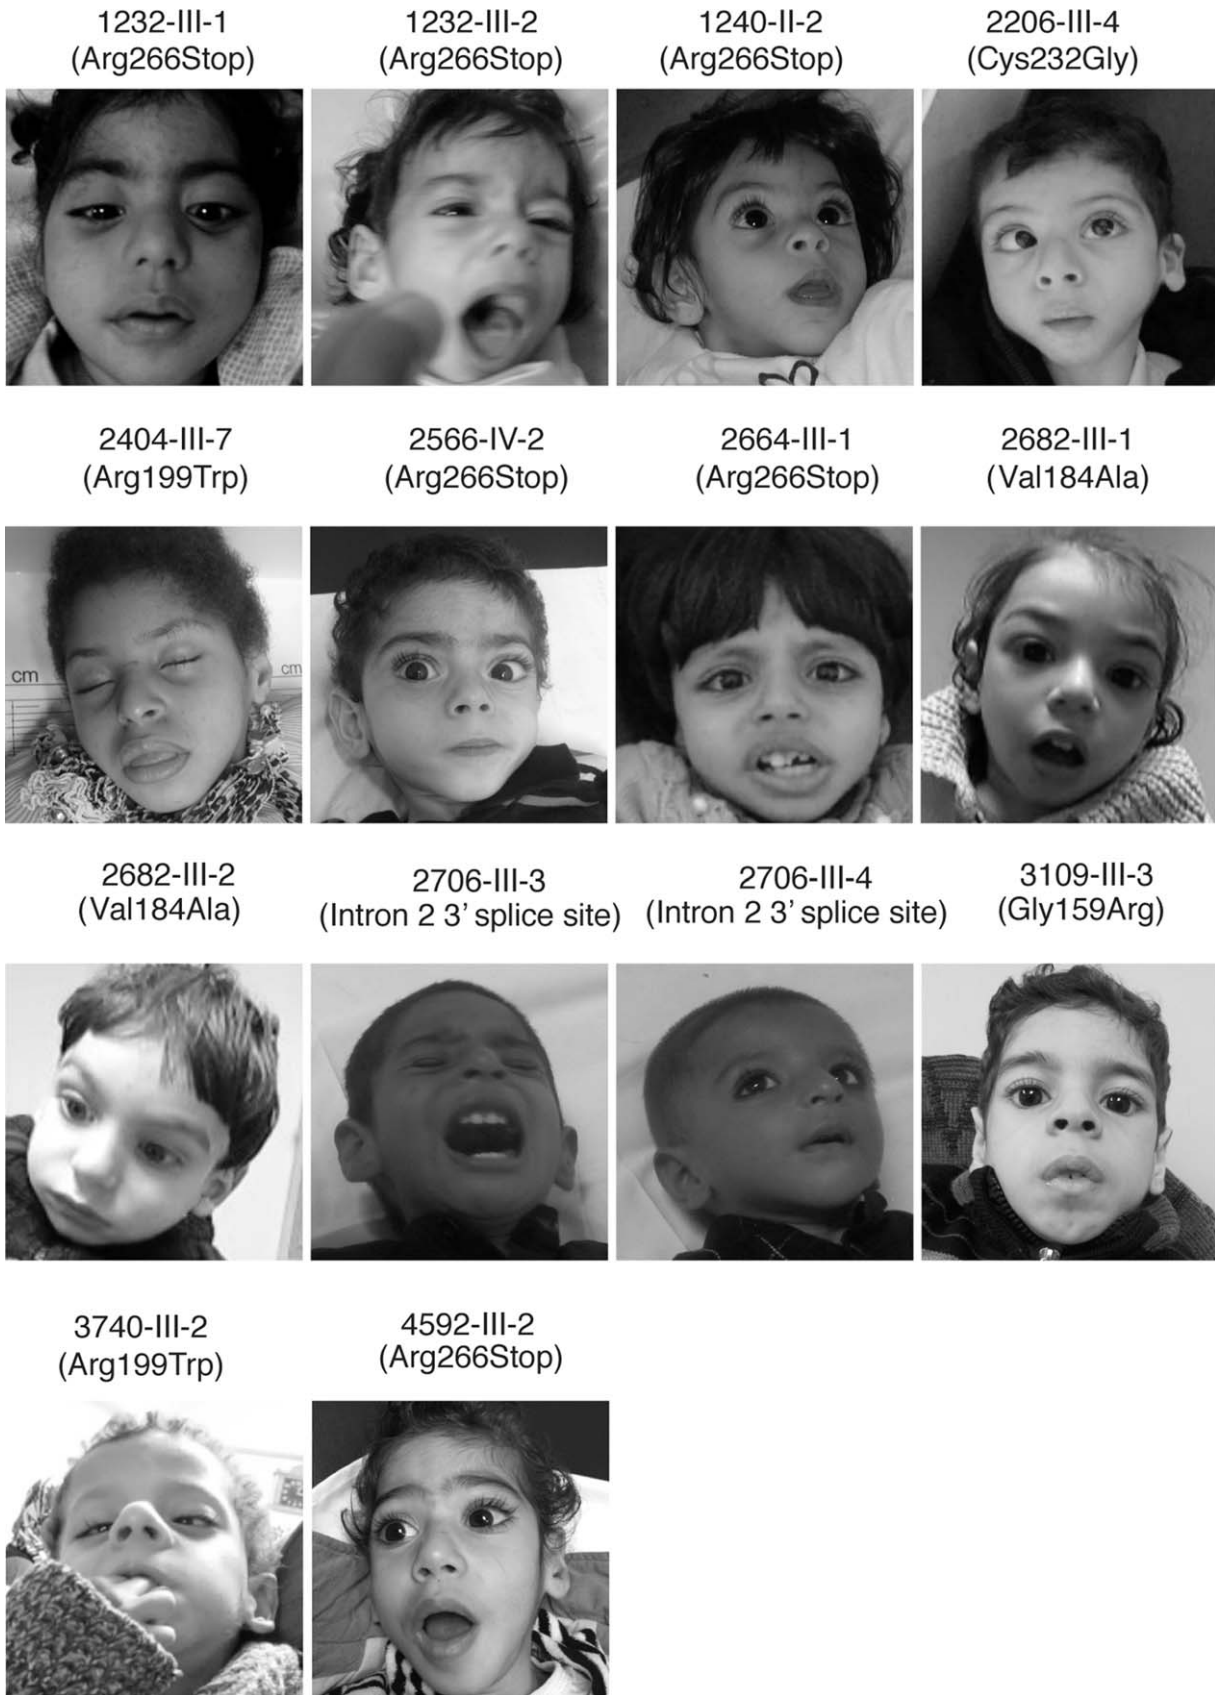 1232-III-1
(Arg266Stop)
1232-III-2
(Arg266Stop)
1240-II-2
(Arg266Stop)
2206-III-4
(Cys232Gly)
2404-III-7
(Arg199Trp)
2566-IV-2
(Arg266Stop)
2664-III-1
(Arg266Stop)
2682-III-1
(Val184Ala)
cm
cm
2682-III-2
(Val184Ala)
2706-III-3
(Intron 2 3' splice site)
2706-III-4
(Intron 2 3' splice site)
3109-III-3
(Gly159Arg)
3740-III-2
(Arg199Trp)
4592-III-2
(Arg266Stop)